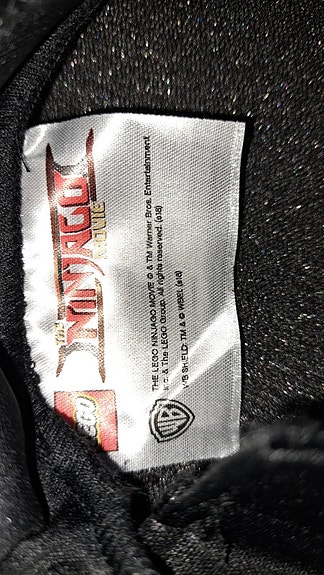 LEGO
THE
NINJAGO
MOVIE
THE LEGO NINJAGO MOVIE © & TM Warner Bros. Entertainment
Inc. & The LEGO Group. All rights reserved. (s18)
WB
WB SHIELD: TM & © WBEI. (s18)